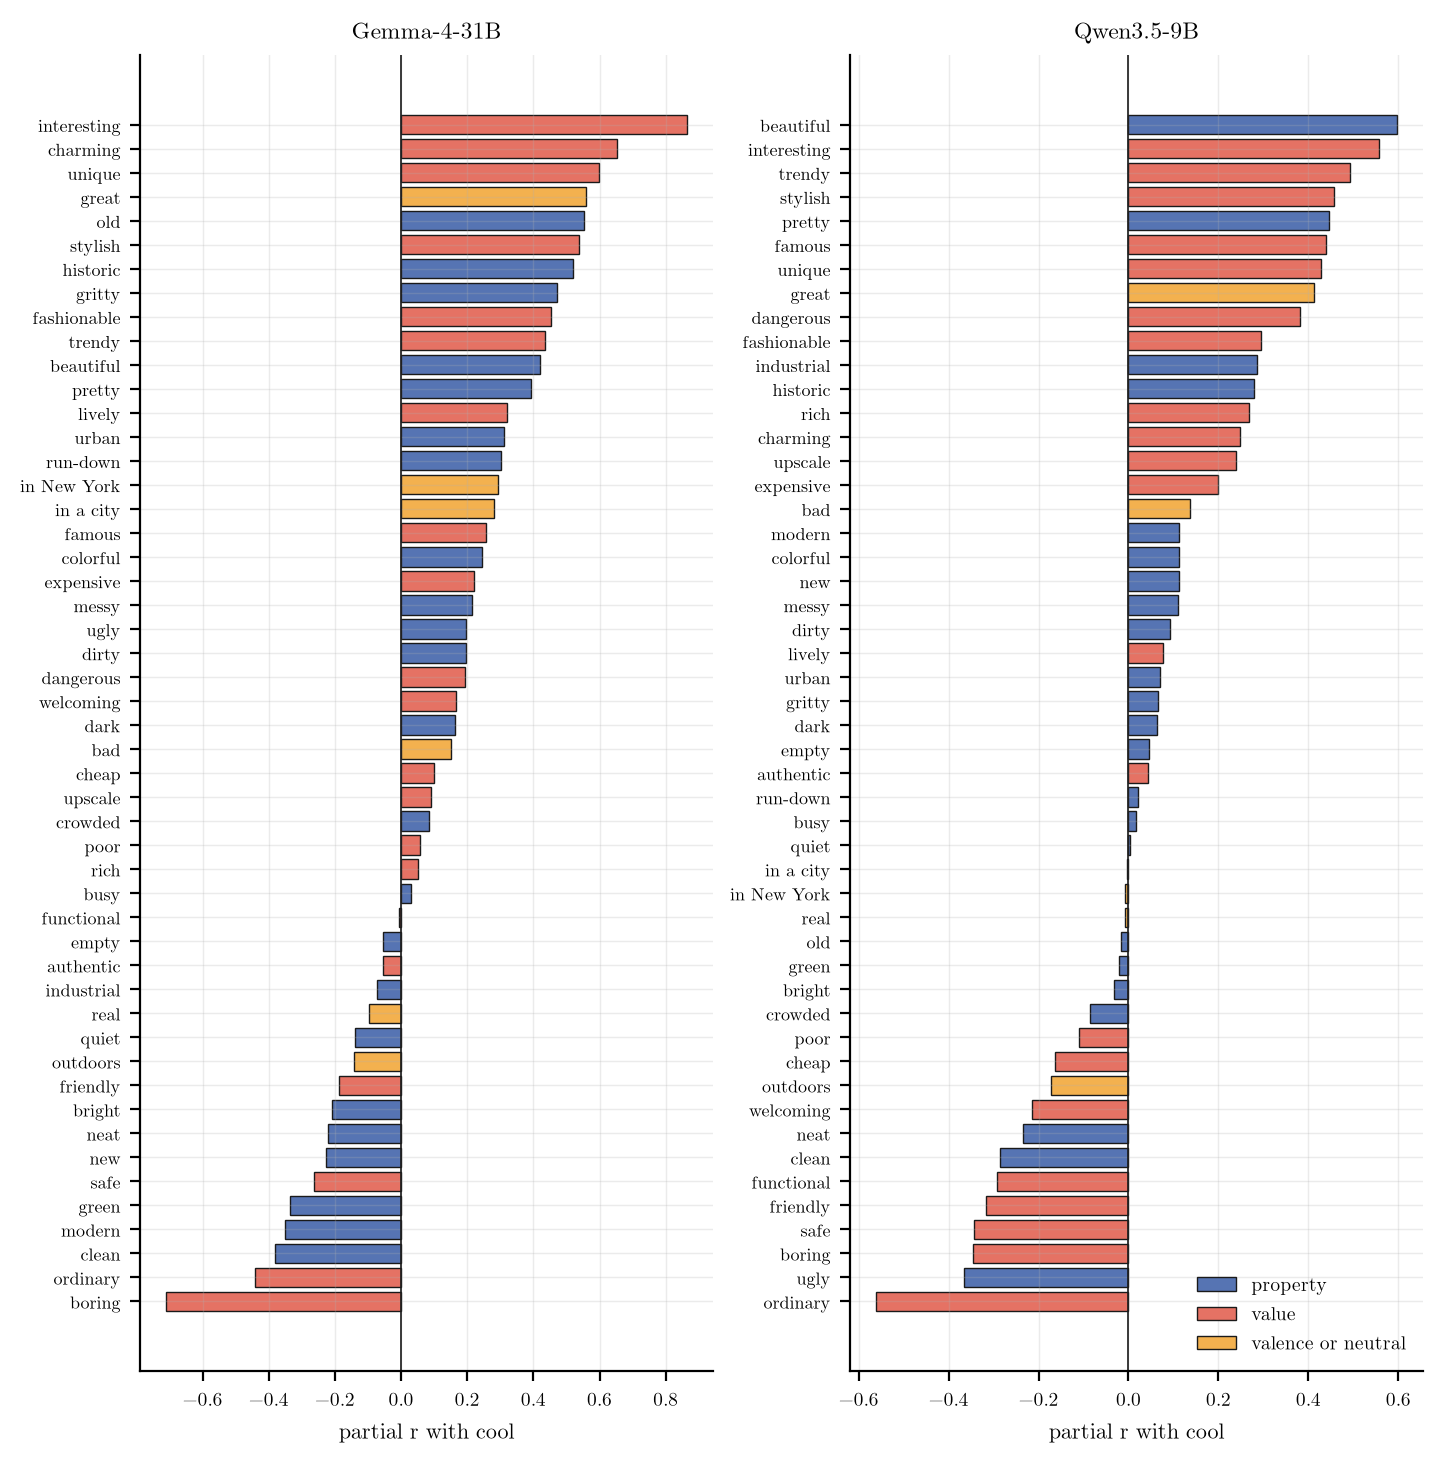 Gemma-4-31B
interesting
charming
unique
great
old
stylish
historic
gritty
fashionable
trendy
beautiful
pretty
lively
urban
run-down
in New York
in a city
famous
colorful
expensive
messy
ugly
dirty
dangerous
welcoming
dark
bad
cheap
upscale
crowded
poor
rich
busy
functional
empty
authentic
industrial
real
quiet
outdoors
friendly
bright
neat
new
safe
green
modern
clean
ordinary
boring
−0.6 −0.4 −0.2 0.0 0.2 0.4 0.6 0.8
partial r with cool
Qwen3.5-9B
beautiful
interesting
trendy
stylish
pretty
famous
unique
great
dangerous
fashionable
industrial
historic
rich
charming
upscale
expensive
bad
modern
colorful
new
messy
dirty
lively
urban
gritty
dark
empty
authentic
run-down
busy
quiet
in a city
in New York
real
old
green
bright
crowded
poor
cheap
outdoors
welcoming
neat
clean
functional
friendly
safe
boring
ugly
ordinary
property
value
valence or neutral
−0.6 −0.4 −0.2 0.0 0.2 0.4 0.6
partial r with cool